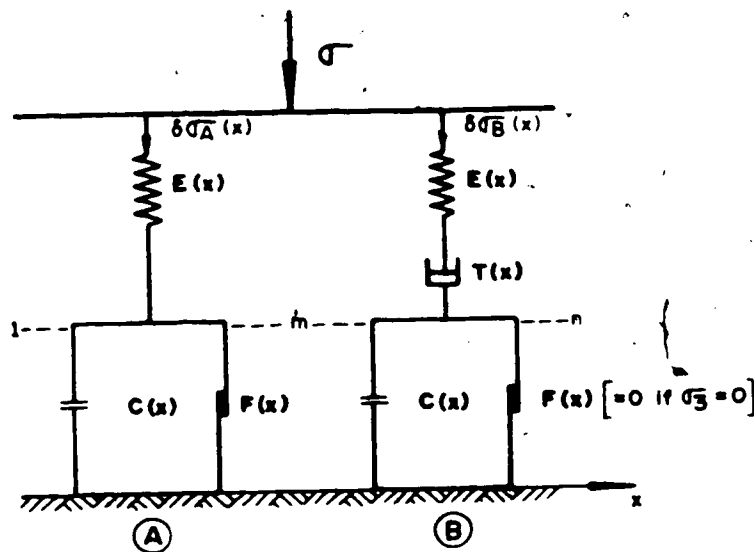 σ
δσA(x)
δσB(x)
E(x)
E(x)
T(x)
1
m
n
C(x)
F(x)
C(x)
F(x) [=0 if σ3=0]
x
A
B